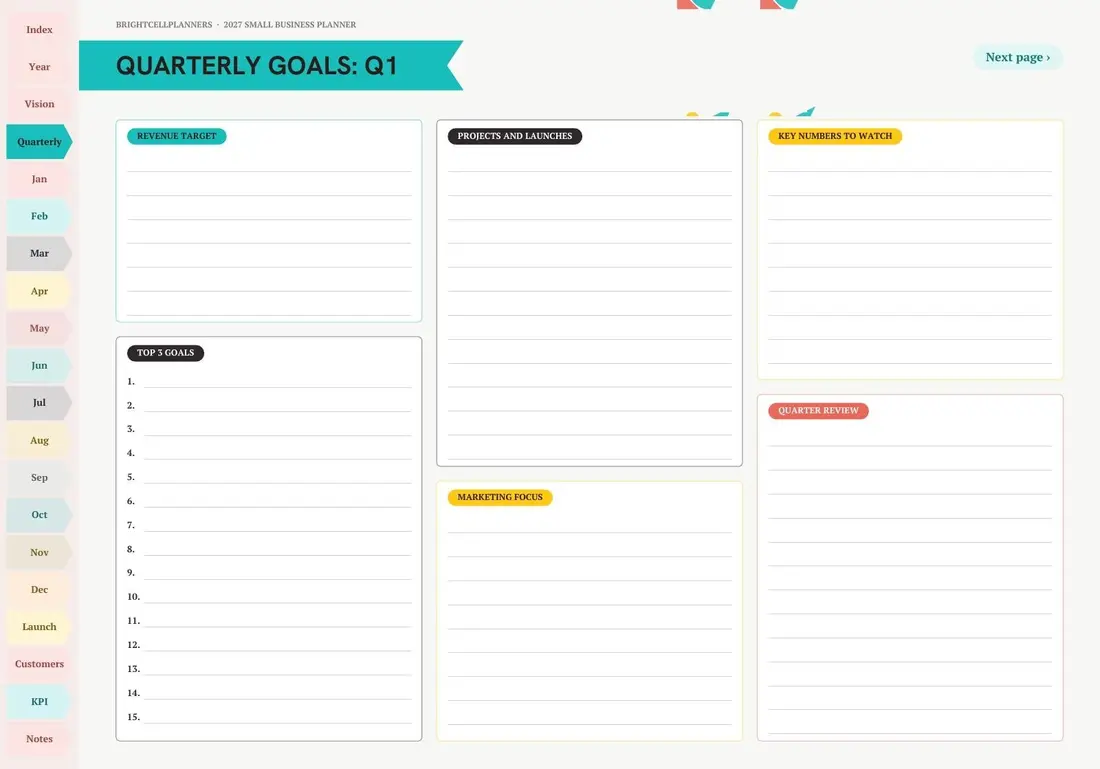 BRIGHTCELLPLANNERS · 2027 SMALL BUSINESS PLANNER
QUARTERLY GOALS: Q1
Next page ›
Index
Year
Vision
Quarterly
Jan
Feb
Mar
Apr
May
Jun
Jul
Aug
Sep
Oct
Nov
Dec
Launch
Customers
KPI
Notes
REVENUE TARGET
TOP 3 GOALS
1.
2.
3.
4.
5.
6.
7.
8.
9.
10.
11.
12.
13.
14.
15.
PROJECTS AND LAUNCHES
MARKETING FOCUS
KEY NUMBERS TO WATCH
QUARTER REVIEW